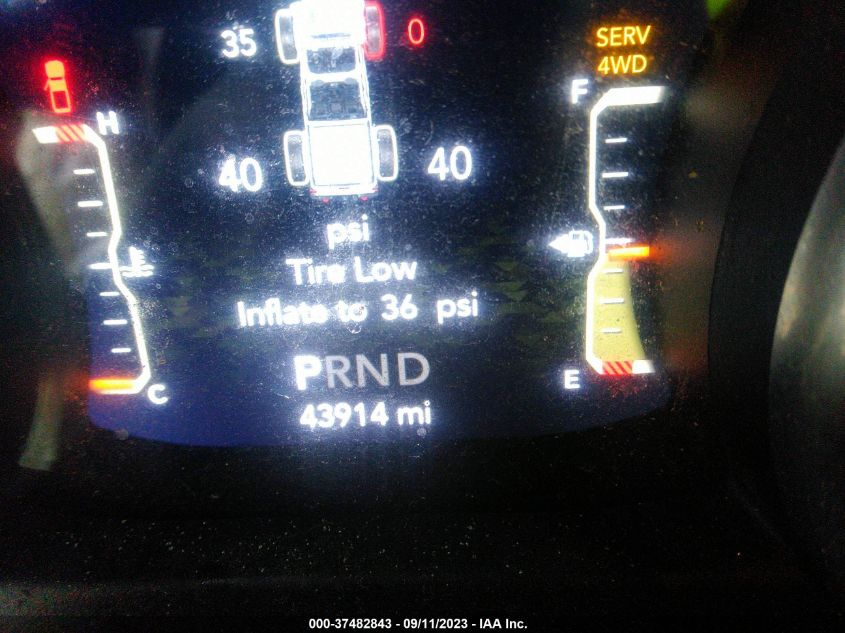 35 0
SERV
4WD
H
F
40 40
psi
Tire Low
Inflate to 36 psi
PRND
E
C
43914 mi
000-37482843 - 09/11/2023 - IAA Inc.